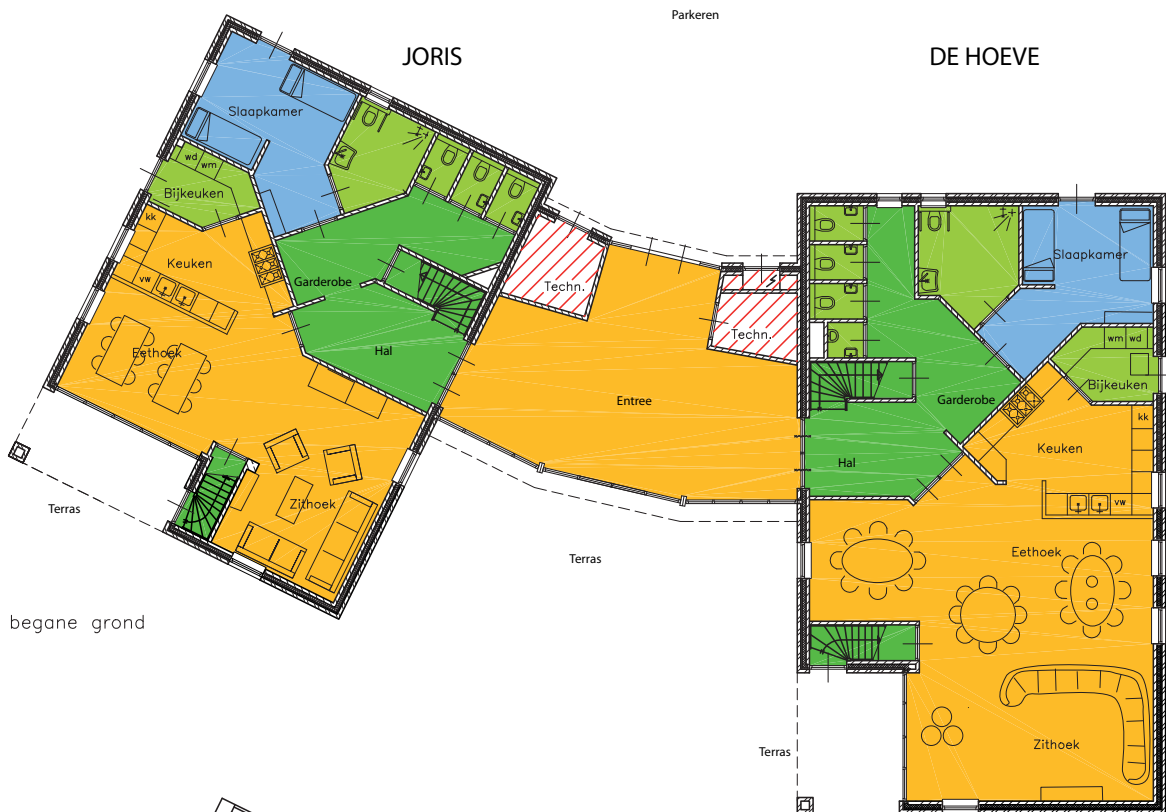 Parkeren
JORIS
DE HOEVE
Slaapkamer
wd
wm
Bijkeuken
kk
Keuken
vw
Garderobe
Techn.
Eethoek
Hal
Zithoek
Terras
Entree
Techn.
Terras
Slaapkamer
wm
wd
Bijkeuken
Garderobe
kk
Keuken
Hal
vw
Eethoek
Zithoek
Terras
begane grond